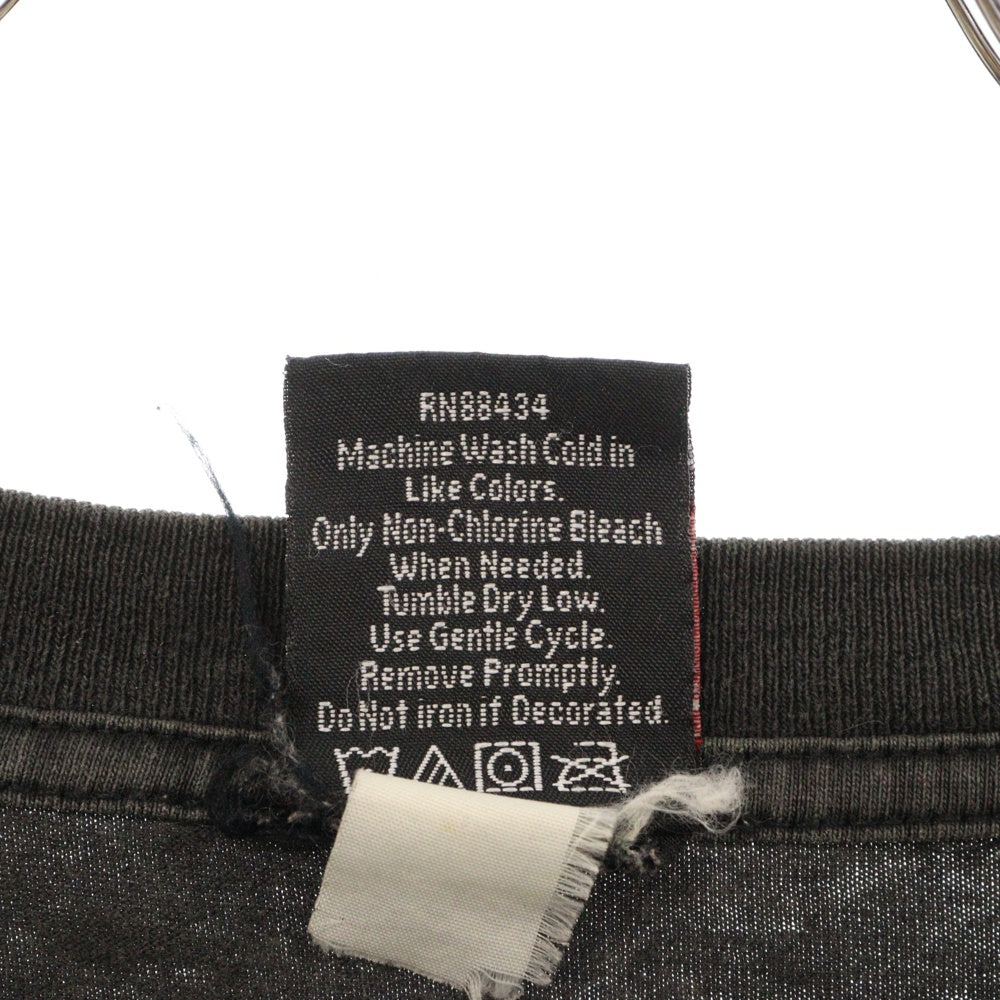 RN88434
Machine Wash Cold in
Like Colors.
Only Non-Chlorine Bleach
When Needed.
Tumble Dry Low.
Use Gentle Cycle.
Remove Promptly.
Do Not iron if Decorated.